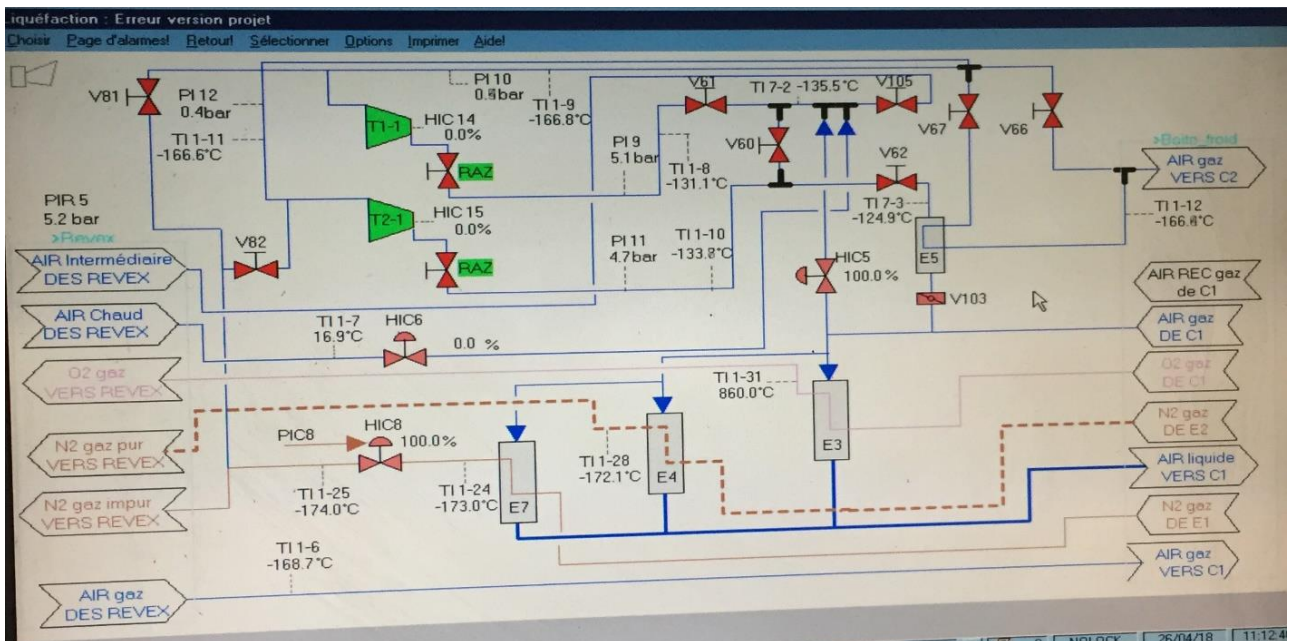 Liquéfaction : Erreur version projet
Choisir Page d'alarmes! Retour! Sélectionner Options Imprimer Aide!
V81
PI 12
0.4bar
TI 1-11
-166.6°C
T1-1
HIC 14
0.0%
RAZ
PI 10
TI 1-9
-166.8°C
V61
TI 7-2 -135.5°C
V105
V67
V66
V60
V62
>Boite_froid
AIR gaz
VERS C2
PI 9
5.1bar
TI 1-8
-131.1°C
PIR 5
5.2 bar
>Revex
T2-1
HIC 15
0.0%
RAZ
V82
PI 11
4.7bar
TI 1-10
-133.8°C
TI 7-3
-124.9°C
E5
TI 1-12
AIR Intermédiaire
DES REVEX
HIC5
100.0 %
V103
AIR REC gaz
de C1
AIR Chaud
DES REVEX
TI 1-7
16.9°C
HIC6
0.0 %
AIR gaz
DE C1
O2 gaz
VERS REVEX
TI 1-31
860.0°C
E3
O2 gaz
DE C1
N2 gaz pur
VERS REVEX
PIC8
HIC8
100.0%
TI 1-28
-172.1°C
E4
N2 gaz
DE E2
AIR liquide
VERS C1
N2 gaz impur
VERS REVEX
TI 1-25
-174.0°C
TI 1-24
-173.0°C
E7
N2 gaz
DE E1
TI 1-6
-168.7°C
AIR gaz
VERS C1
AIR gaz
DES REVEX
NOLOCK 26/04/18